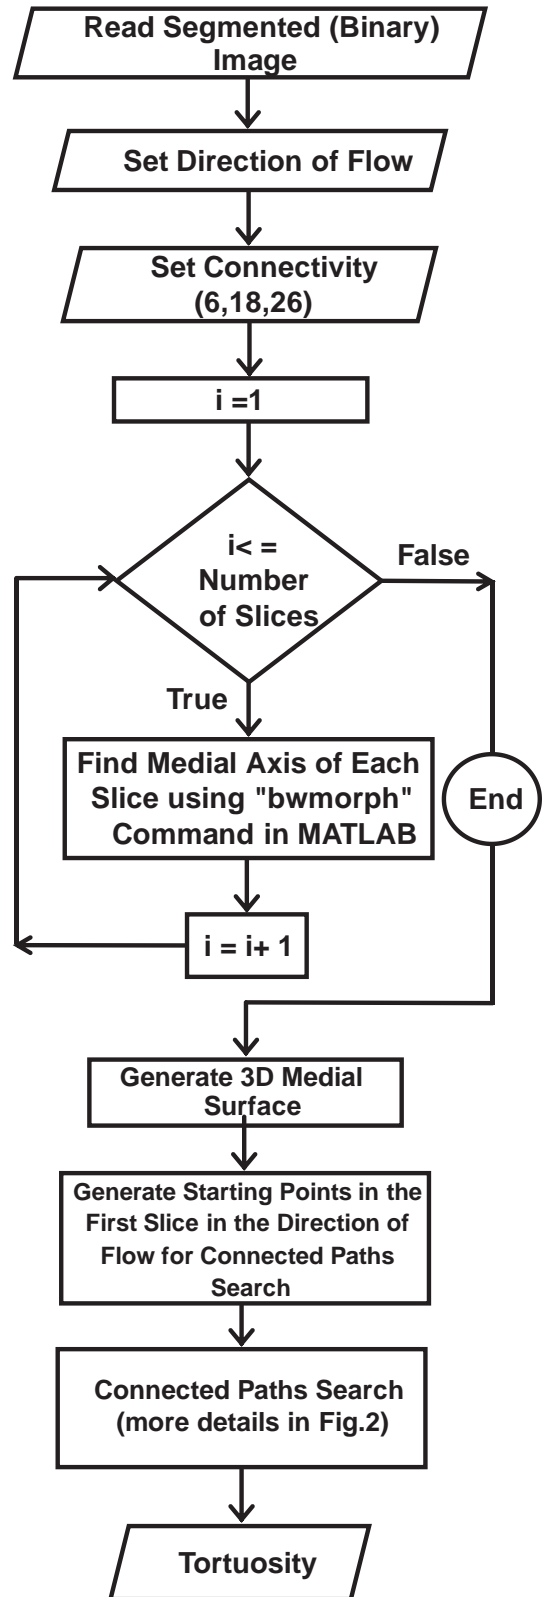 Read Segmented (Binary)
Image
Set Direction of Flow
Set Connectivity
(6,18,26)
i =1
i< =
Number
of Slices
False
True
Find Medial Axis of Each
Slice using "bwmorph"
Command in MATLAB
End
i = i+ 1
Generate 3D Medial
Surface
Generate Starting Points in the
First Slice in the Direction of
Flow for Connected Paths
Search
Connected Paths Search
(more details in Fig.2)
Tortuosity